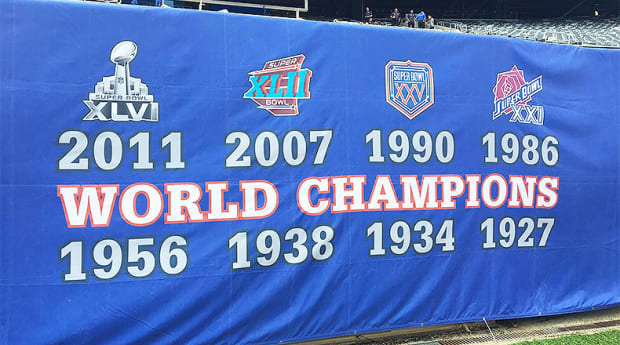 SUPER BOWL XLVI
SUPER XLII BOWL
SUPER BOWL XXV
SUPER BOWL XXI
2011 2007 1990 1986
WORLD CHAMPIONS
1956 1938 1934 1927